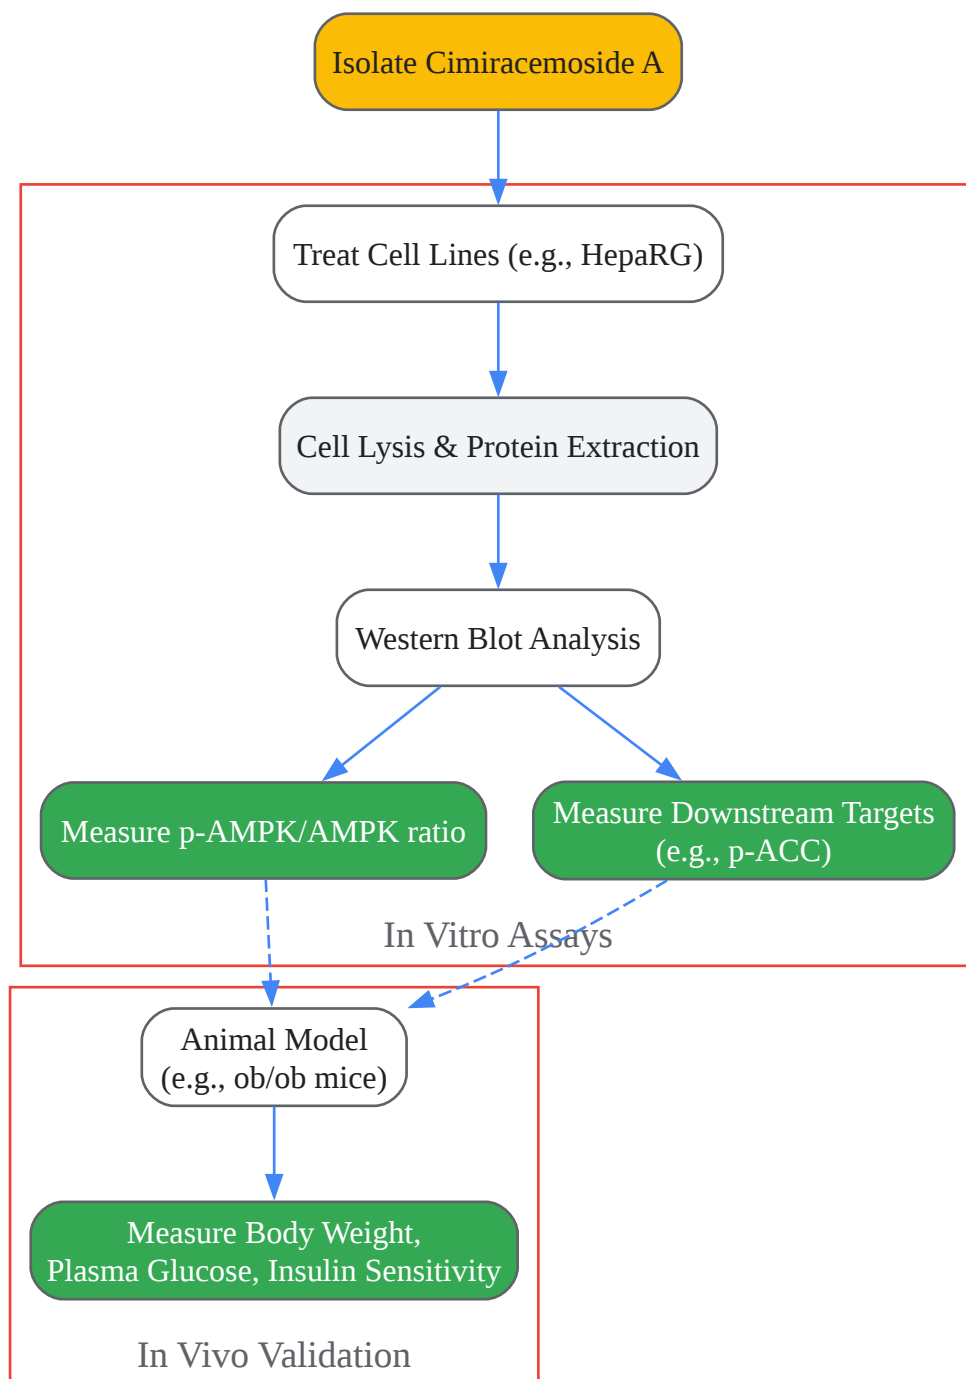 Isolate Cimiracemoside A
Treat Cell Lines (e.g., HepaRG)
Cell Lysis & Protein Extraction
Western Blot Analysis
Measure p-AMPK/AMPK ratio
Measure Downstream Targets
(e.g., p-ACC)
In Vitro Assays
Animal Model
(e.g., ob/ob mice)
Measure Body Weight,
Plasma Glucose, Insulin Sensitivity
In Vivo Validation